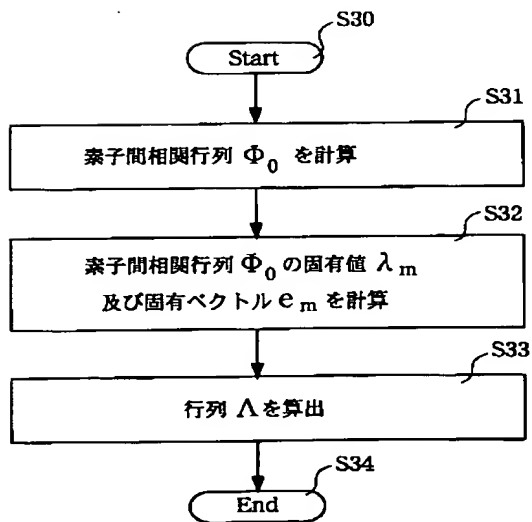 S30
Start
S31
素子間相関行列 Φ0 を計算
S32
素子間相関行列 Φ0 の固有値 λm
及び固有ベクトル em を計算
S33
行列 Λ を算出
S34
End